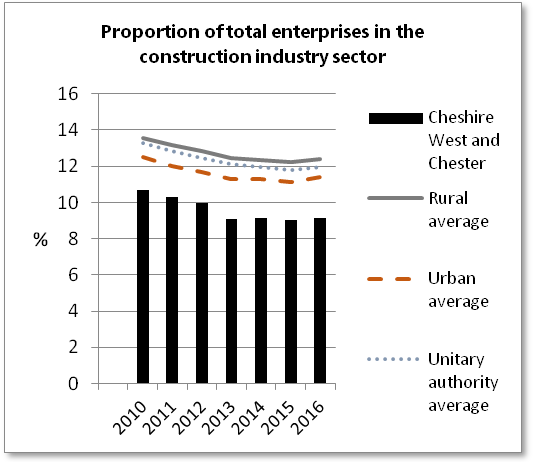 Proportion of total enterprises in the
construction industry sector
16
14
12
10
8
6
4
2
0
%
2010
2011
2012
2013
2014
2015
2016
Cheshire
West and
Chester
Rural
average
Urban
average
Unitary
authority
average